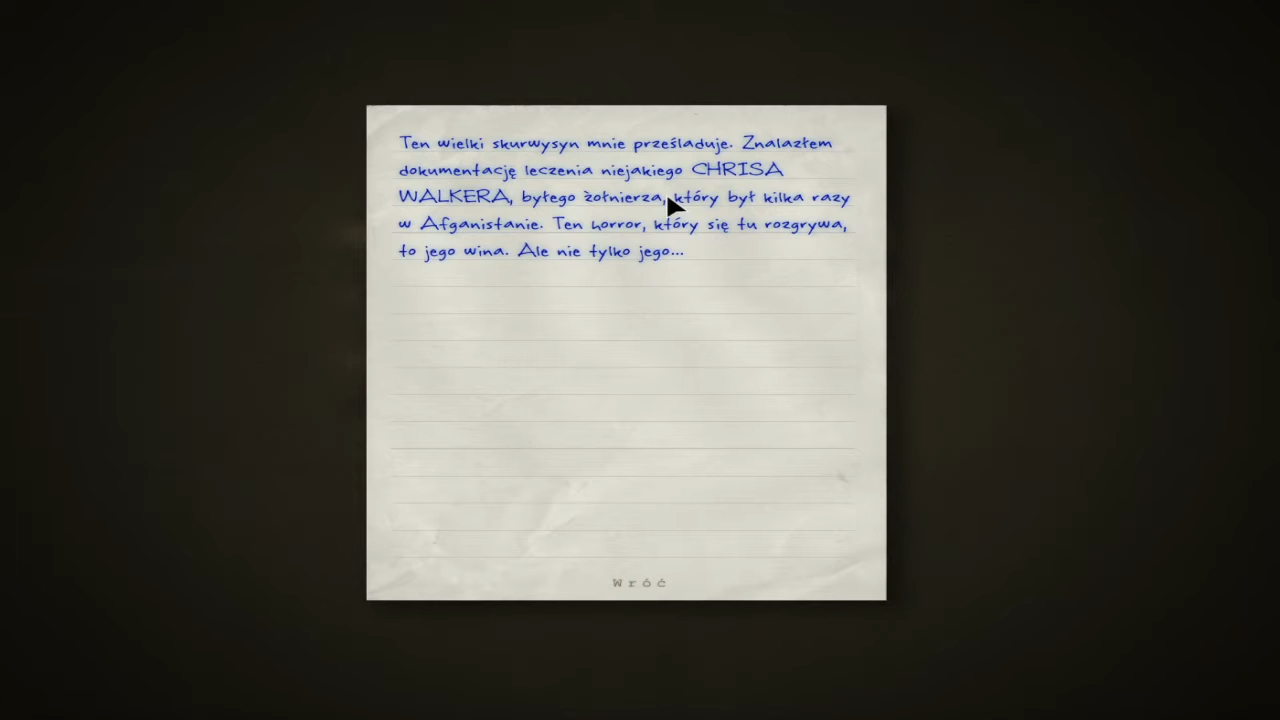 Ten wielki skurwysyn mnie prześladuje. Znalazłem
dokumentację leczenia niejakiego CHRISA
WALKERA, byłego żołnierza, który był kilka razy
w Afganistanie. Ten horror, który się tu rozgrywa,
to jego wina. Ale nie tylko jego...
Wróć